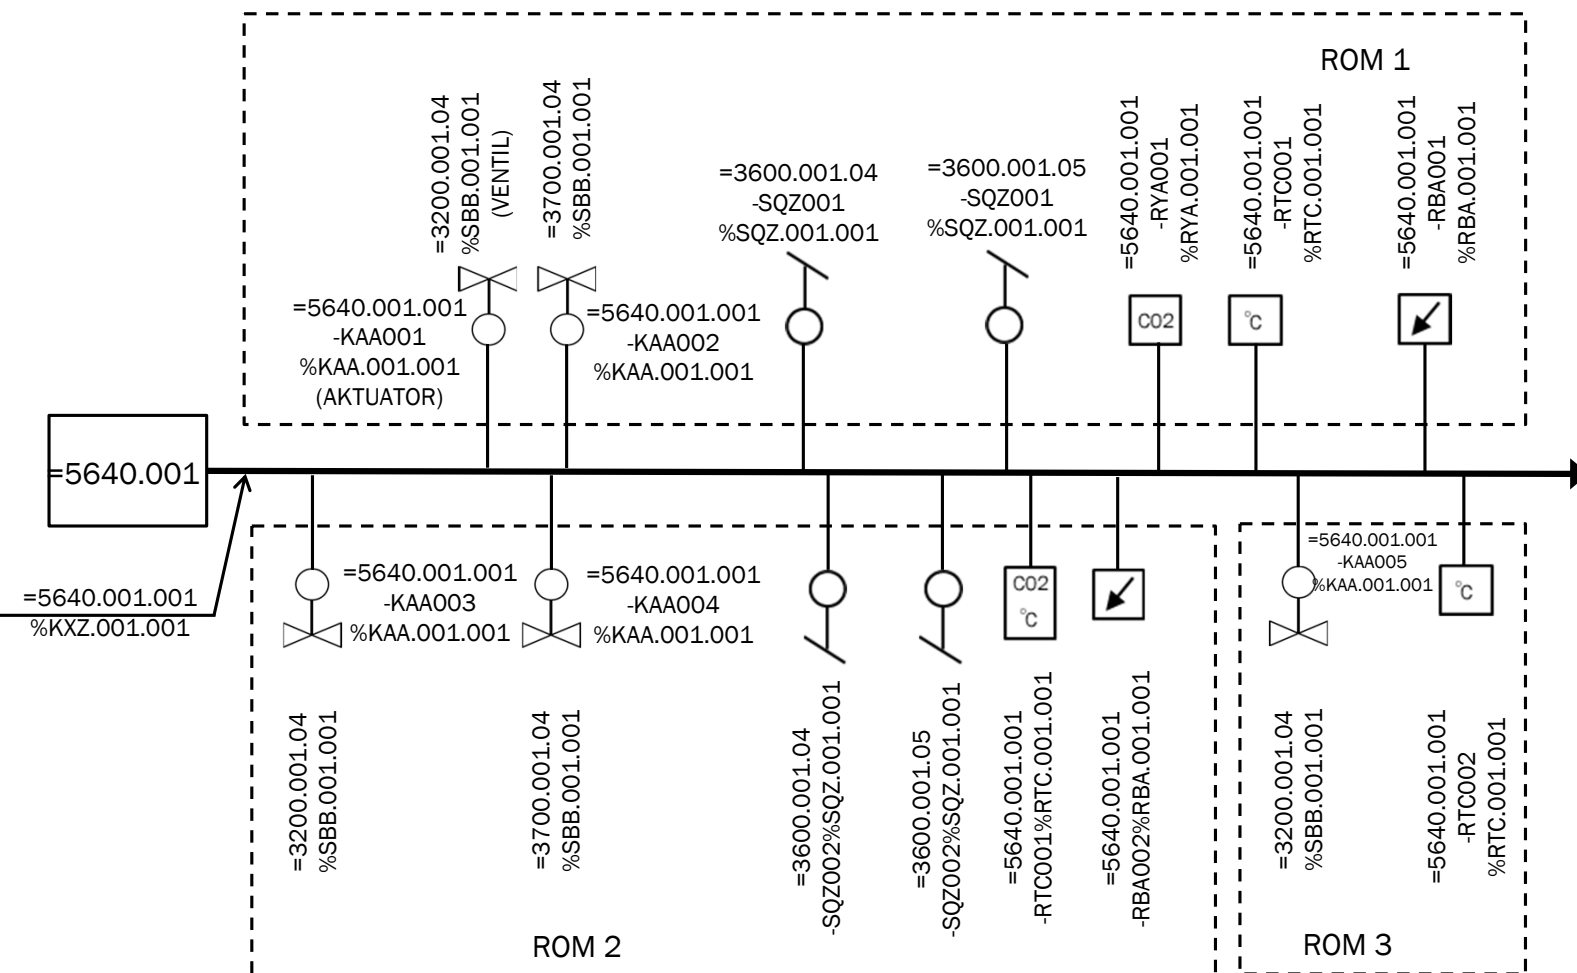 ROM 1
=3200.001.04
%SBB.001.001
(VENTIL)
=3700.001.04
%SBB.001.001
=3600.001.04
-SQZ001
%SQZ.001.001
=3600.001.05
-SQZ001
%SQZ.001.001
=5640.001.001
-RYA001
%RYA.001.001
=5640.001.001
-RTC001
%RTC.001.001
=5640.001.001
-RBA001
%RBA.001.001
=5640.001.001
-KAA001
%KAA.001.001
(AKTUATOR)
=5640.001.001
-KAA002
%KAA.001.001
CO2
°C
=5640.001
=5640.001.001
%KXZ.001.001
=5640.001.001
-KAA003
%KAA.001.001
=5640.001.001
-KAA004
%KAA.001.001
CO2
°C
=5640.001.001
-KAA005
%KAA.001.001
°C
=3200.001.04
%SBB.001.001
=3700.001.04
%SBB.001.001
=3600.001.04
-SQZ002%SQZ.001.001
=3600.001.05
-SQZ002%SQZ.001.001
=5640.001.001
-RTC001%RTC.001.001
=5640.001.001
-RBA002%RBA.001.001
=3200.001.04
%SBB.001.001
=5640.001.001
-RTC002
%RTC.001.001
ROM 2
ROM 3